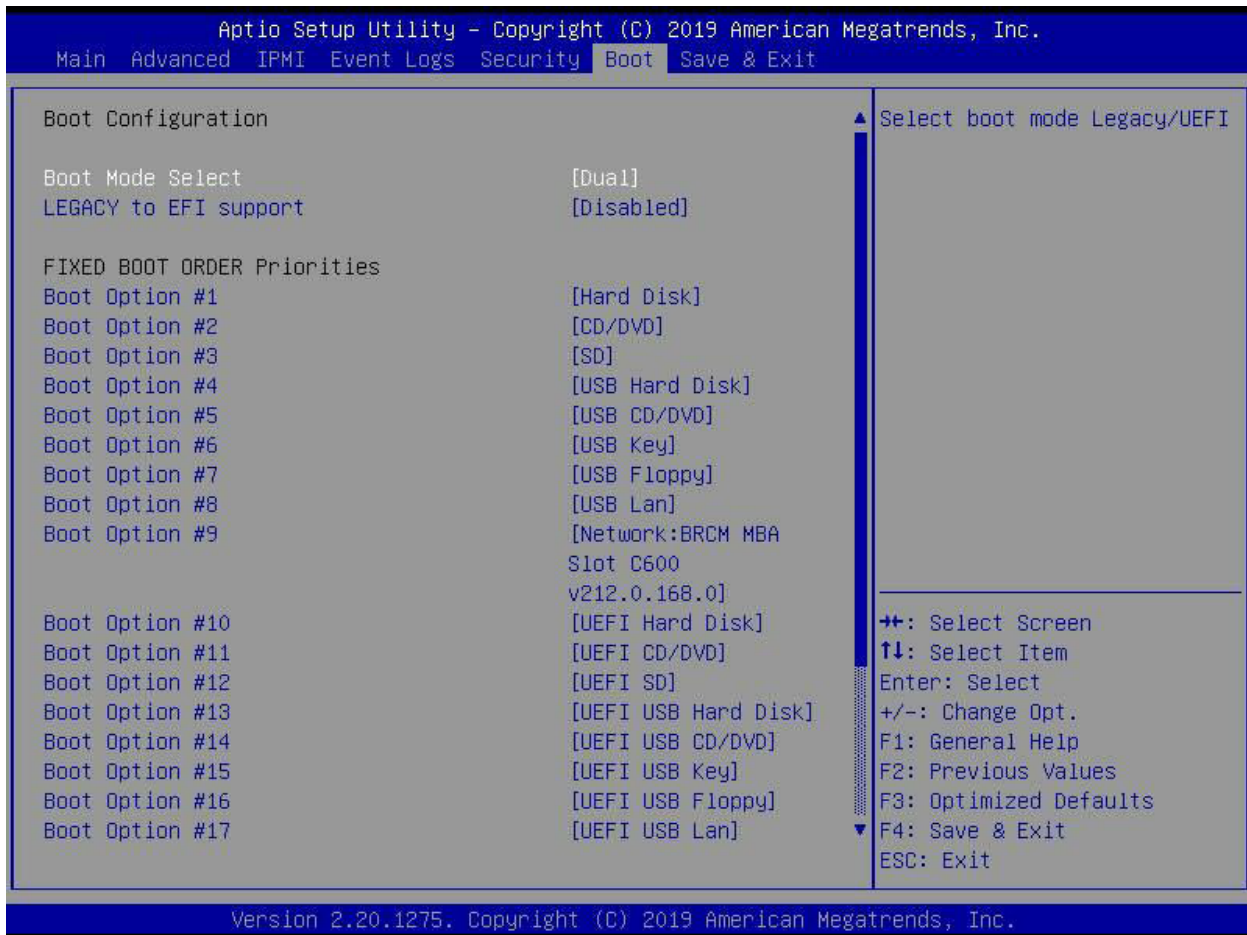 Aptio Setup Utility – Copyright (C) 2019 American Megatrends, Inc.
Main Advanced IPMI Event Logs Security Boot Save & Exit
Boot Configuration
Boot Mode Select [Dual]
LEGACY to EFI support [Disabled]
FIXED BOOT ORDER Priorities
Boot Option #1 [Hard Disk]
Boot Option #2 [CD/DVD]
Boot Option #3 [SD]
Boot Option #4 [USB Hard Disk]
Boot Option #5 [USB CD/DVD]
Boot Option #6 [USB Key]
Boot Option #7 [USB Floppy]
Boot Option #8 [USB Lan]
Boot Option #9 [Network:BRCM MBA
Slot C600
v212.0.168.0]
Boot Option #10 [UEFI Hard Disk]
Boot Option #11 [UEFI CD/DVD]
Boot Option #12 [UEFI SD]
Boot Option #13 [UEFI USB Hard Disk]
Boot Option #14 [UEFI USB CD/DVD]
Boot Option #15 [UEFI USB Key]
Boot Option #16 [UEFI USB Floppy]
Boot Option #17 [UEFI USB Lan]
Select boot mode Legacy/UEFI
→←: Select Screen
↑↓: Select Item
Enter: Select
+/-: Change Opt.
F1: General Help
F2: Previous Values
F3: Optimized Defaults
F4: Save & Exit
ESC: Exit
Version 2.20.1275. Copyright (C) 2019 American Megatrends, Inc.